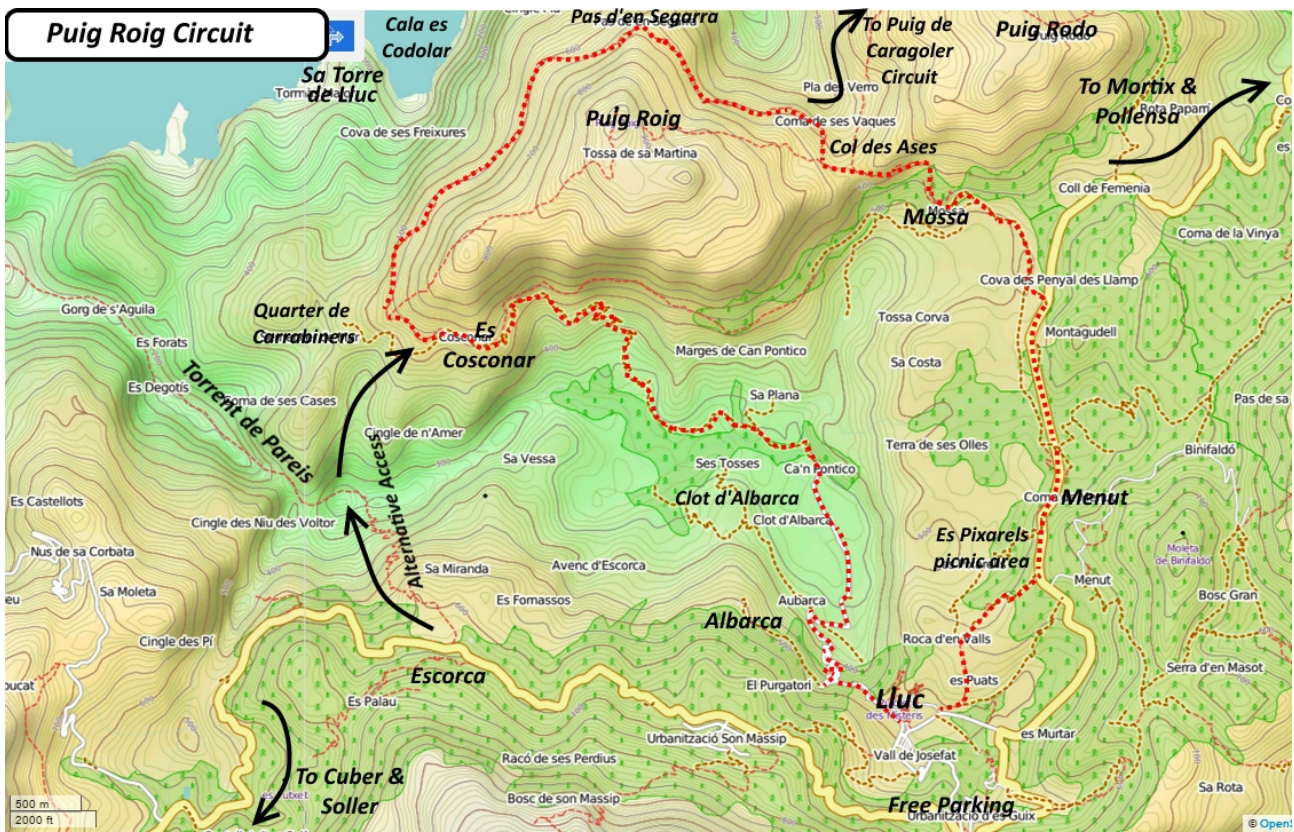 Puig Roig Circuit
Cala es
Codolar
Cingle Pla
Pas d'en Segarra
To Puig de
Caragoler
Circuit
Puig Rodo
Sa Torre
de Lluc
To Mortix &
Pollensa
Rota Paparrí
Pla des Verro
Coma de ses Vaques
Cova de ses Freixures
Puig Roig
Tossa de sa Martina
Col des Ases
Coll de Femenia
Mossa
Coma de la Vinya
Cova des Penyal des Llamp
Gorg de s'Aguila
Quarter de
Carrabiners
Es Forats
Cosconar
Es
Cosconar
Tossa Corva
Montagudell
Marges de Can Pontico
Sa Costa
Es Degotís
Coma de ses Cases
Torrent de Pareis
Sa Plana
Pas de sa
Cingle de n'Amer
Alternative Access
Sa Vessa
Ses Tosses
Ca'n Pontico
Terra de ses Olles
Binifaldó
Es Castellots
Clot d'Albarca
Clot d'Albarca
Menut
Cingle des Niu des Voltor
Es Pixarels
picnic area
Nus de sa Corbata
Avenc d'Escorca
Moleta
de Binifaldó
Sa Miranda
Menut
Sa Moleta
Es Fornassos
Aubarca
Bosc Gran
Albarca
Cingle des Pí
Roca d'en Valls
Serra d'en Masot
Escorca
El Purgatori
es Puats
Es Palau
Lluc
Urbanització Son Massip
es Murtar
Racó de ses Perdius
Vall de Josefat
To Cuber &
Soller
Bosc de son Massip
Sa Rota
Free Parking
Urbanització d'es Guix
500 m
2000 ft